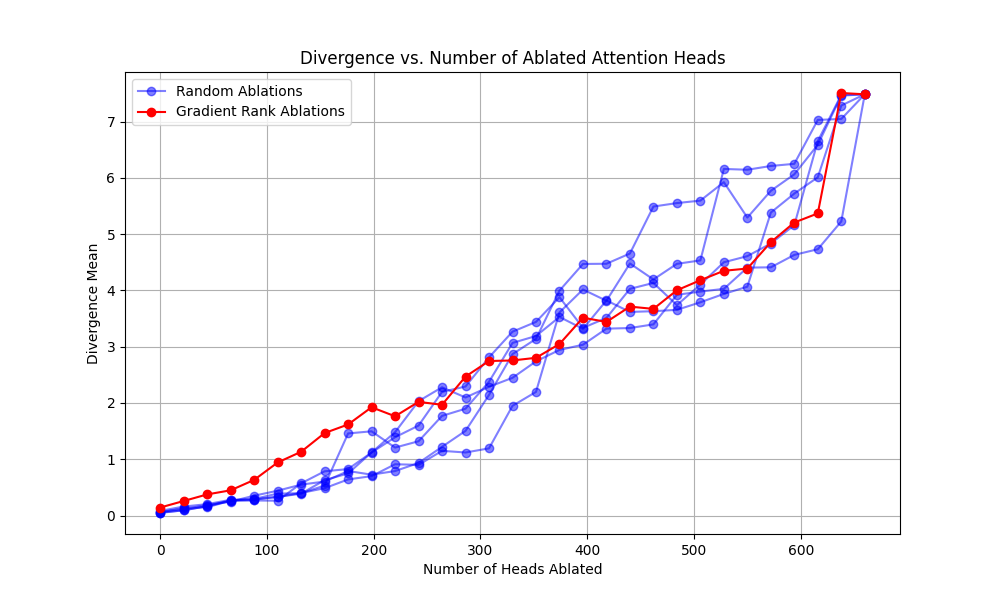 Divergence vs. Number of Ablated Attention Heads
Random Ablations
Gradient Rank Ablations
Divergence Mean
7
6
5
4
3
2
1
0
0 100 200 300 400 500 600
Number of Heads Ablated